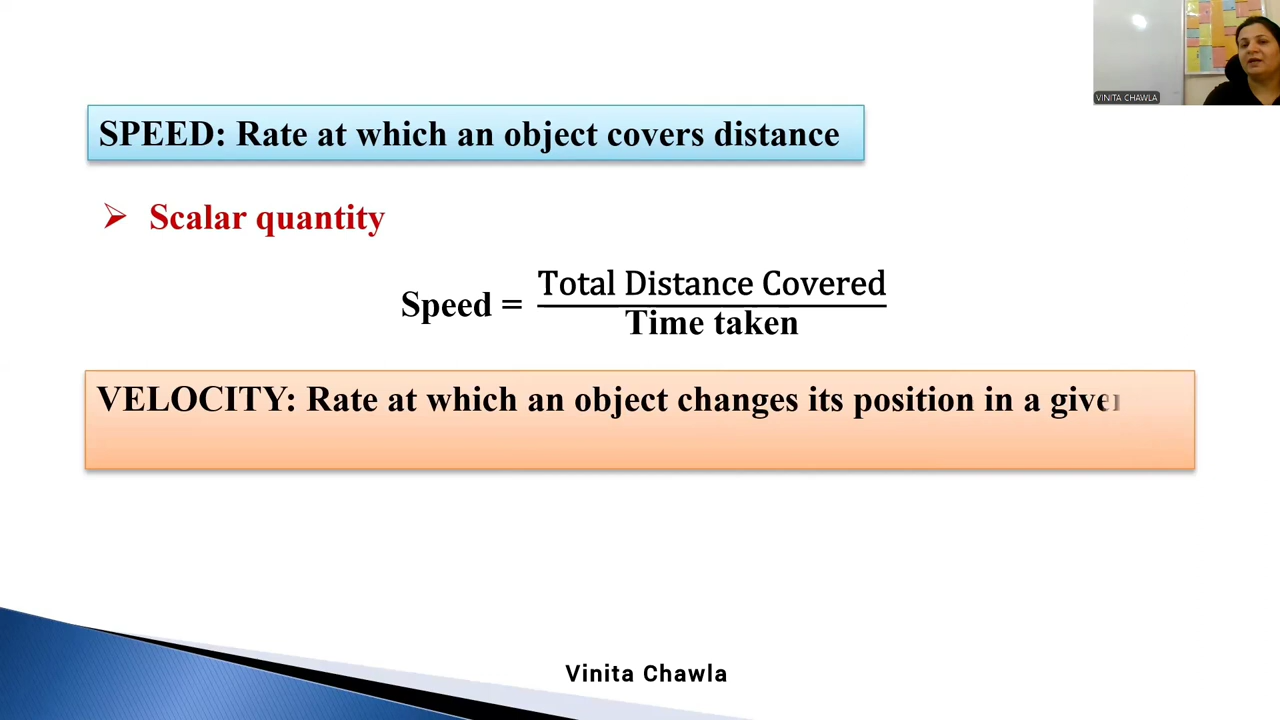 VINITA CHAWLA
SPEED: Rate at which an object covers distance
➢ Scalar quantity
Speed = Total Distance Covered
Time taken
VELOCITY: Rate at which an object changes its position in a
Vinita Chawla